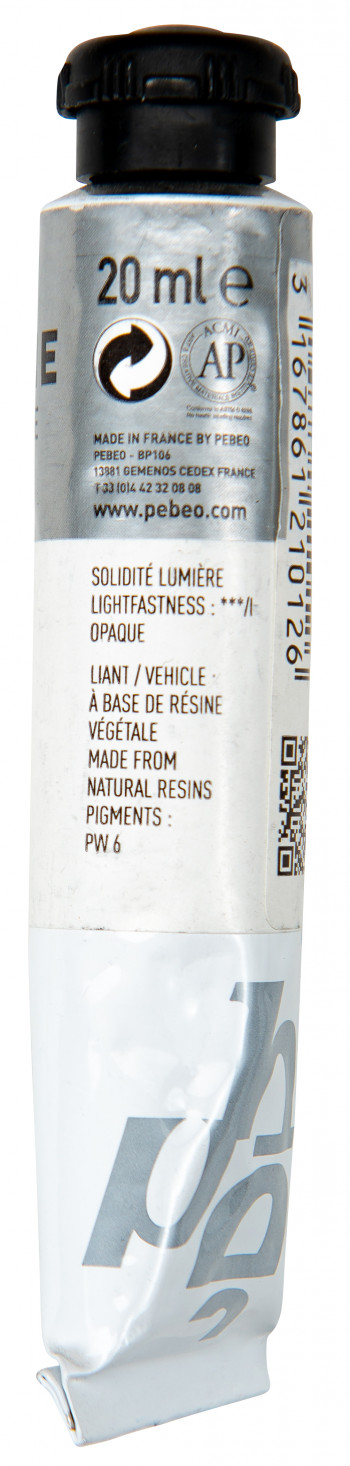 20 ml e
ACMI
AP
MADE IN FRANCE BY PEBEO
PEBEO - BP106
13881 GEMENOS CEDEX FRANCE
T 33 (0)4 42 32 08 08
www.pebeo.com
SOLIDITÉ LUMIÈRE
LIGHTFASTNESS : ***/I
OPAQUE
LIANT / VEHICLE :
À BASE DE RÉSINE
VÉGÉTALE
MADE FROM
NATURAL RESINS
PIGMENTS :
PW 6
3 167861 210126
E